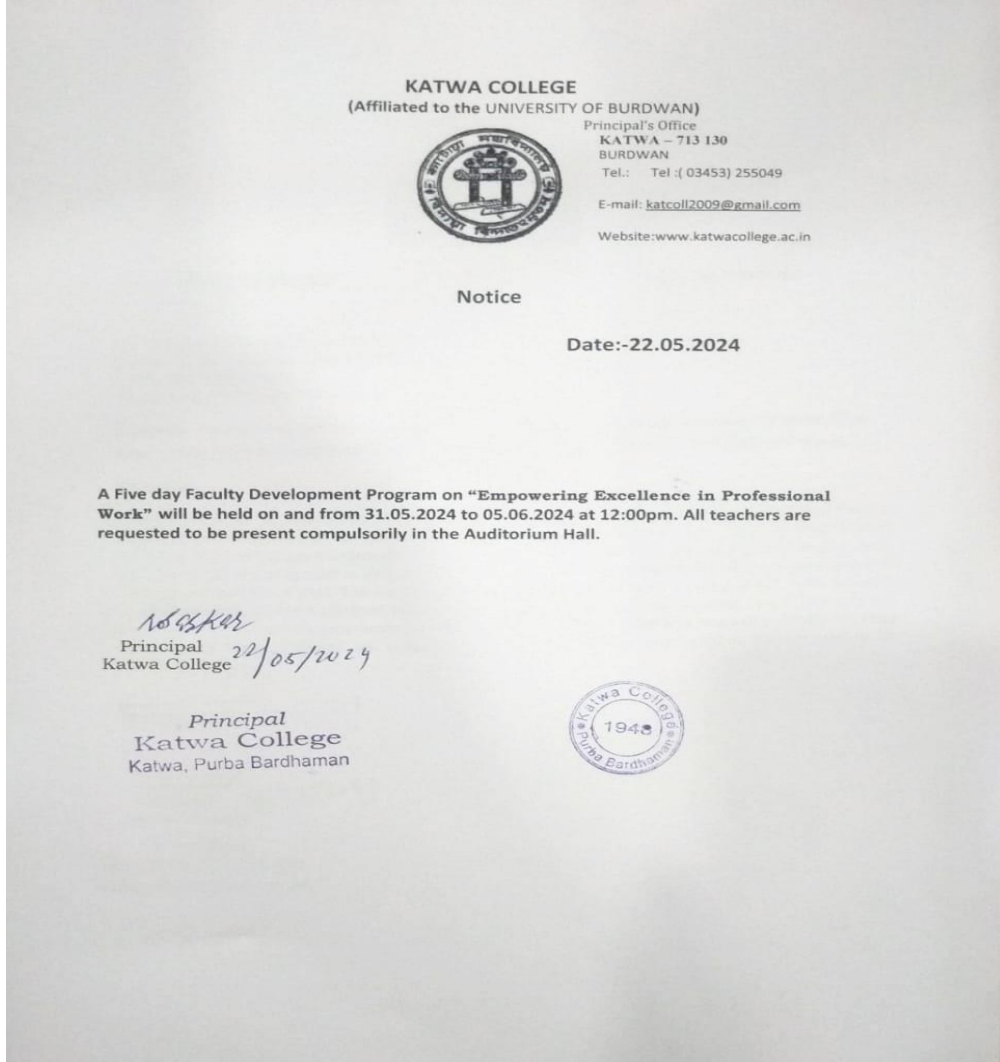 KATWA COLLEGE
(Affiliated to the UNIVERSITY OF BURDWAN)
Principal's Office
KATWA – 713 130
BURDWAN
Tel.: Tel :( 03453) 255049
E-mail: katcoll2009@gmail.com
Website:www.katwacollege.ac.in
Notice
Date:-22.05.2024
A Five day Faculty Development Program on “Empowering Excellence in Professional
Work” will be held on and from 31.05.2024 to 05.06.2024 at 12:00pm. All teachers are
requested to be present compulsorily in the Auditorium Hall.
Principal
Katwa College 22/05/2024
Principal
Katwa College
Katwa, Purba Bardhaman
Katwa College
1948
Purba Bardhaman